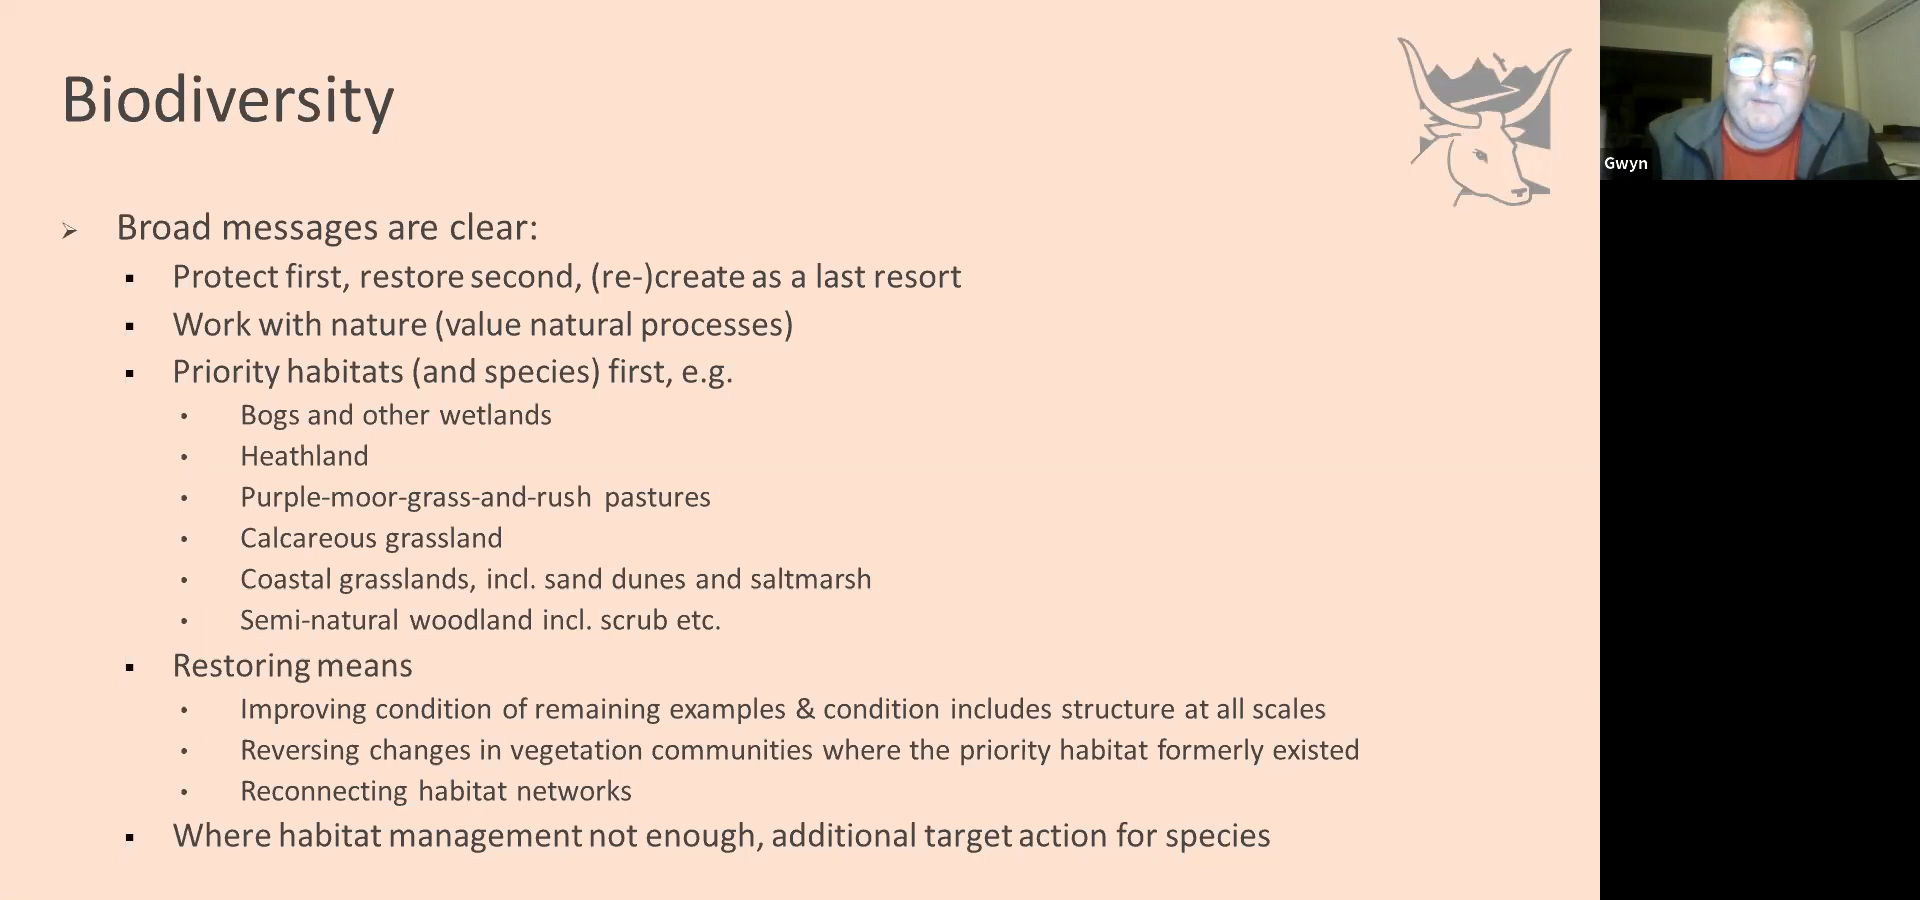 Biodiversity
Gwyn
Broad messages are clear:
Protect first, restore second, (re-)create as a last resort
Work with nature (value natural processes)
Priority habitats (and species) first, e.g.
Bogs and other wetlands
Heathland
Purple-moor-grass-and-rush pastures
Calcareous grassland
Coastal grasslands, incl. sand dunes and saltmarsh
Semi-natural woodland incl. scrub etc.
Restoring means
Improving condition of remaining examples & condition includes structure at all scales
Reversing changes in vegetation communities where the priority habitat formerly existed
Reconnecting habitat networks
Where habitat management not enough, additional target action for species